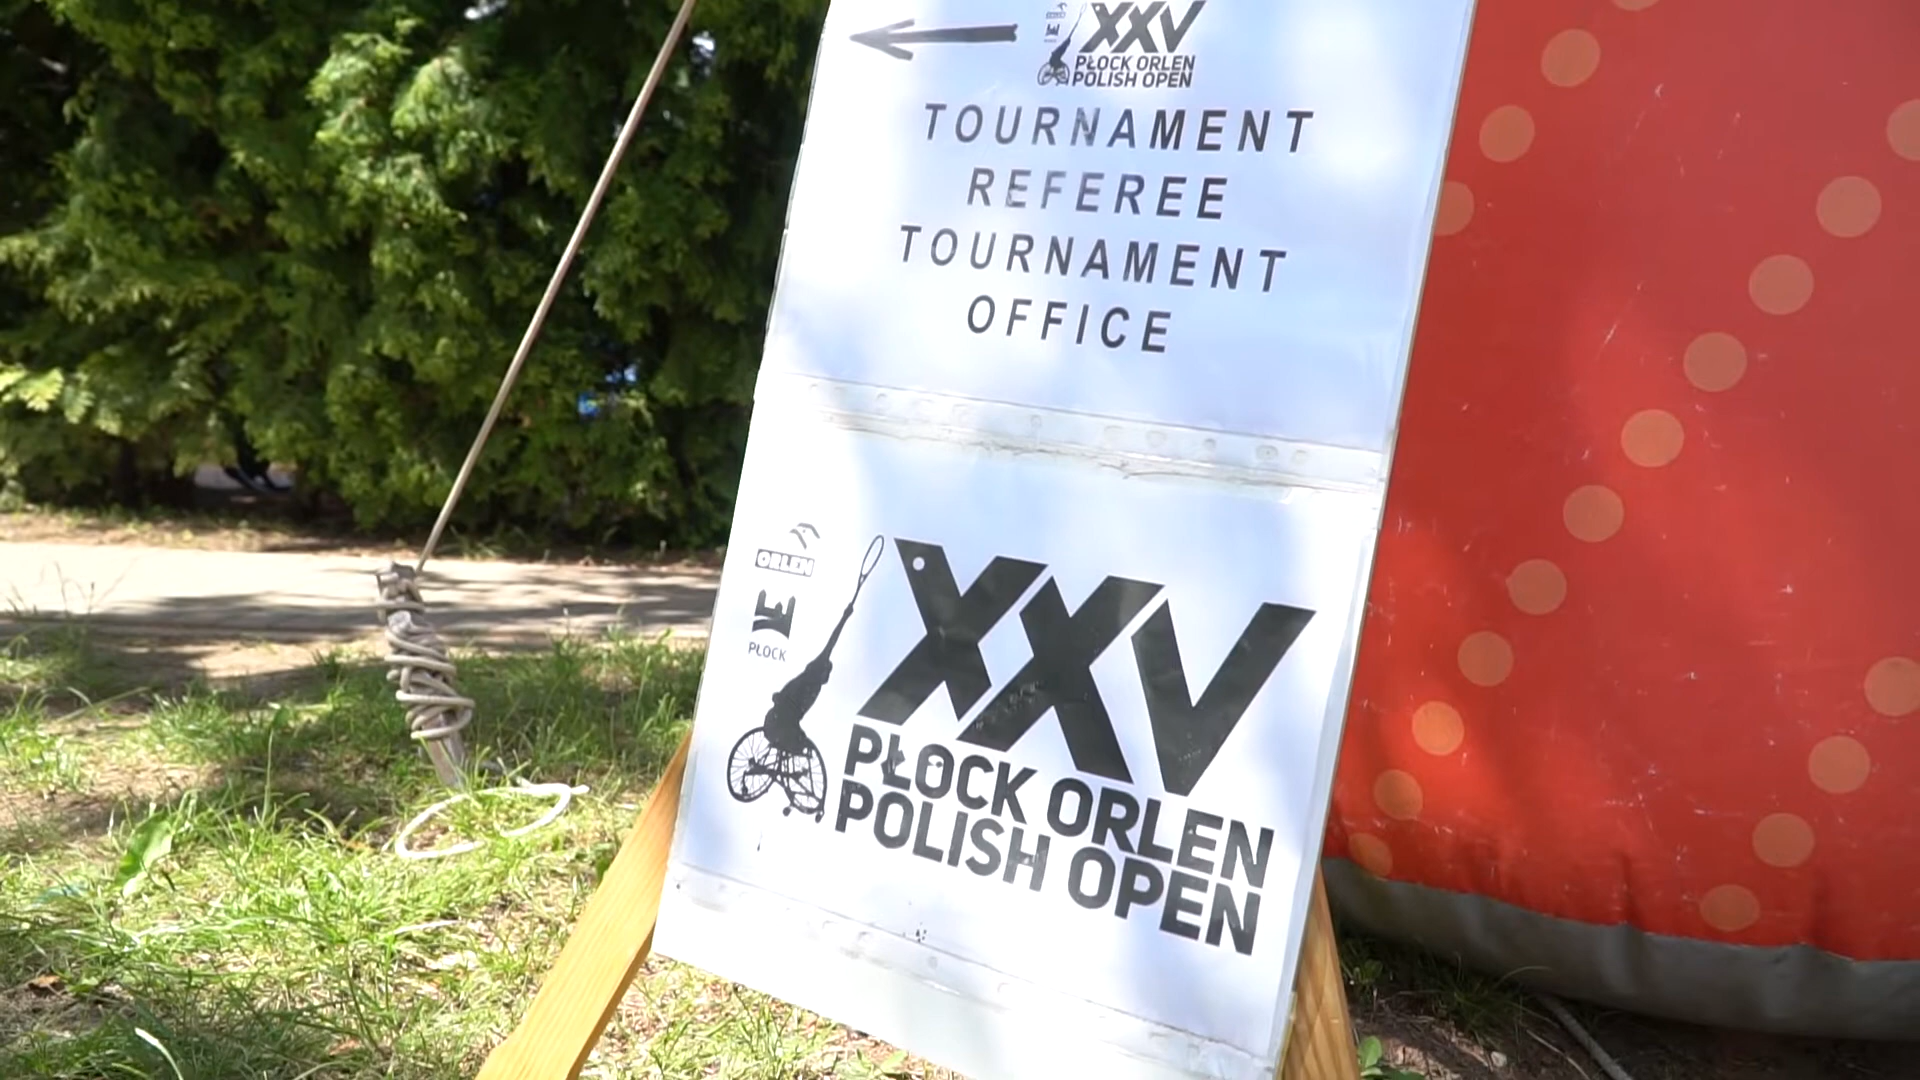 XXV
PŁOCK ORLEN
POLISH OPEN
TOURNAMENT
REFEREE
TOURNAMENT
OFFICE
ORLEN
PŁOCK
XXV
PŁOCK ORLEN
POLISH OPEN